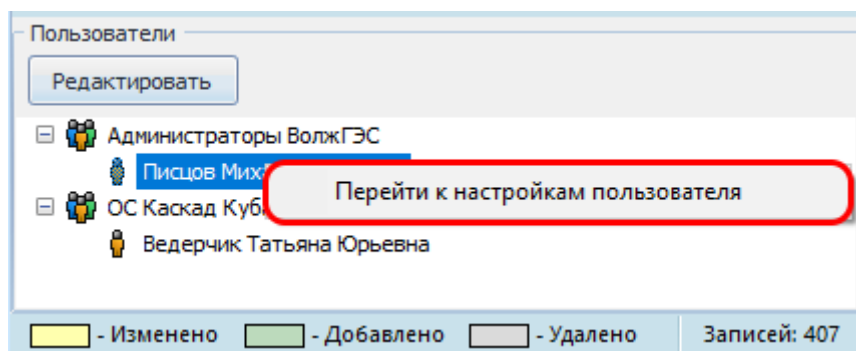 Пользователи
Редактировать
Администраторы ВолжГЭС
Писцов
Перейти к настройкам пользователя
ОС Каскад
Ведерчик Татьяна Юрьевна
- Изменено - Добавлено - Удалено Записей: 407